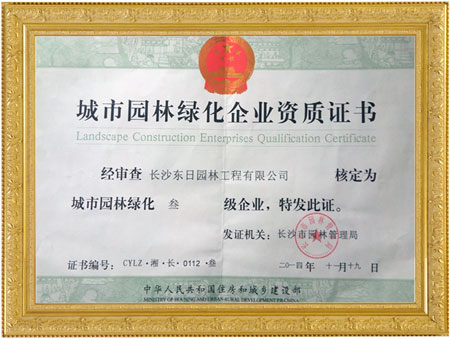 城市园林绿化企业资质证书
Landscape Construction Enterprises Qualification Certificate
经审查 长沙东日园林工程有限公司 核定为
城市园林绿化 叁 级企业，特发此证。
发证机关：长沙市园林管理局
证书编号：CYLZ·湘·长·0112·叁 二〇一四年 十一月十九日
中华人民共和国住房和城乡建设部
MINISTRY OF HOUSING AND URBAN-RURAL DEVELOPMENT P.R.CHINA